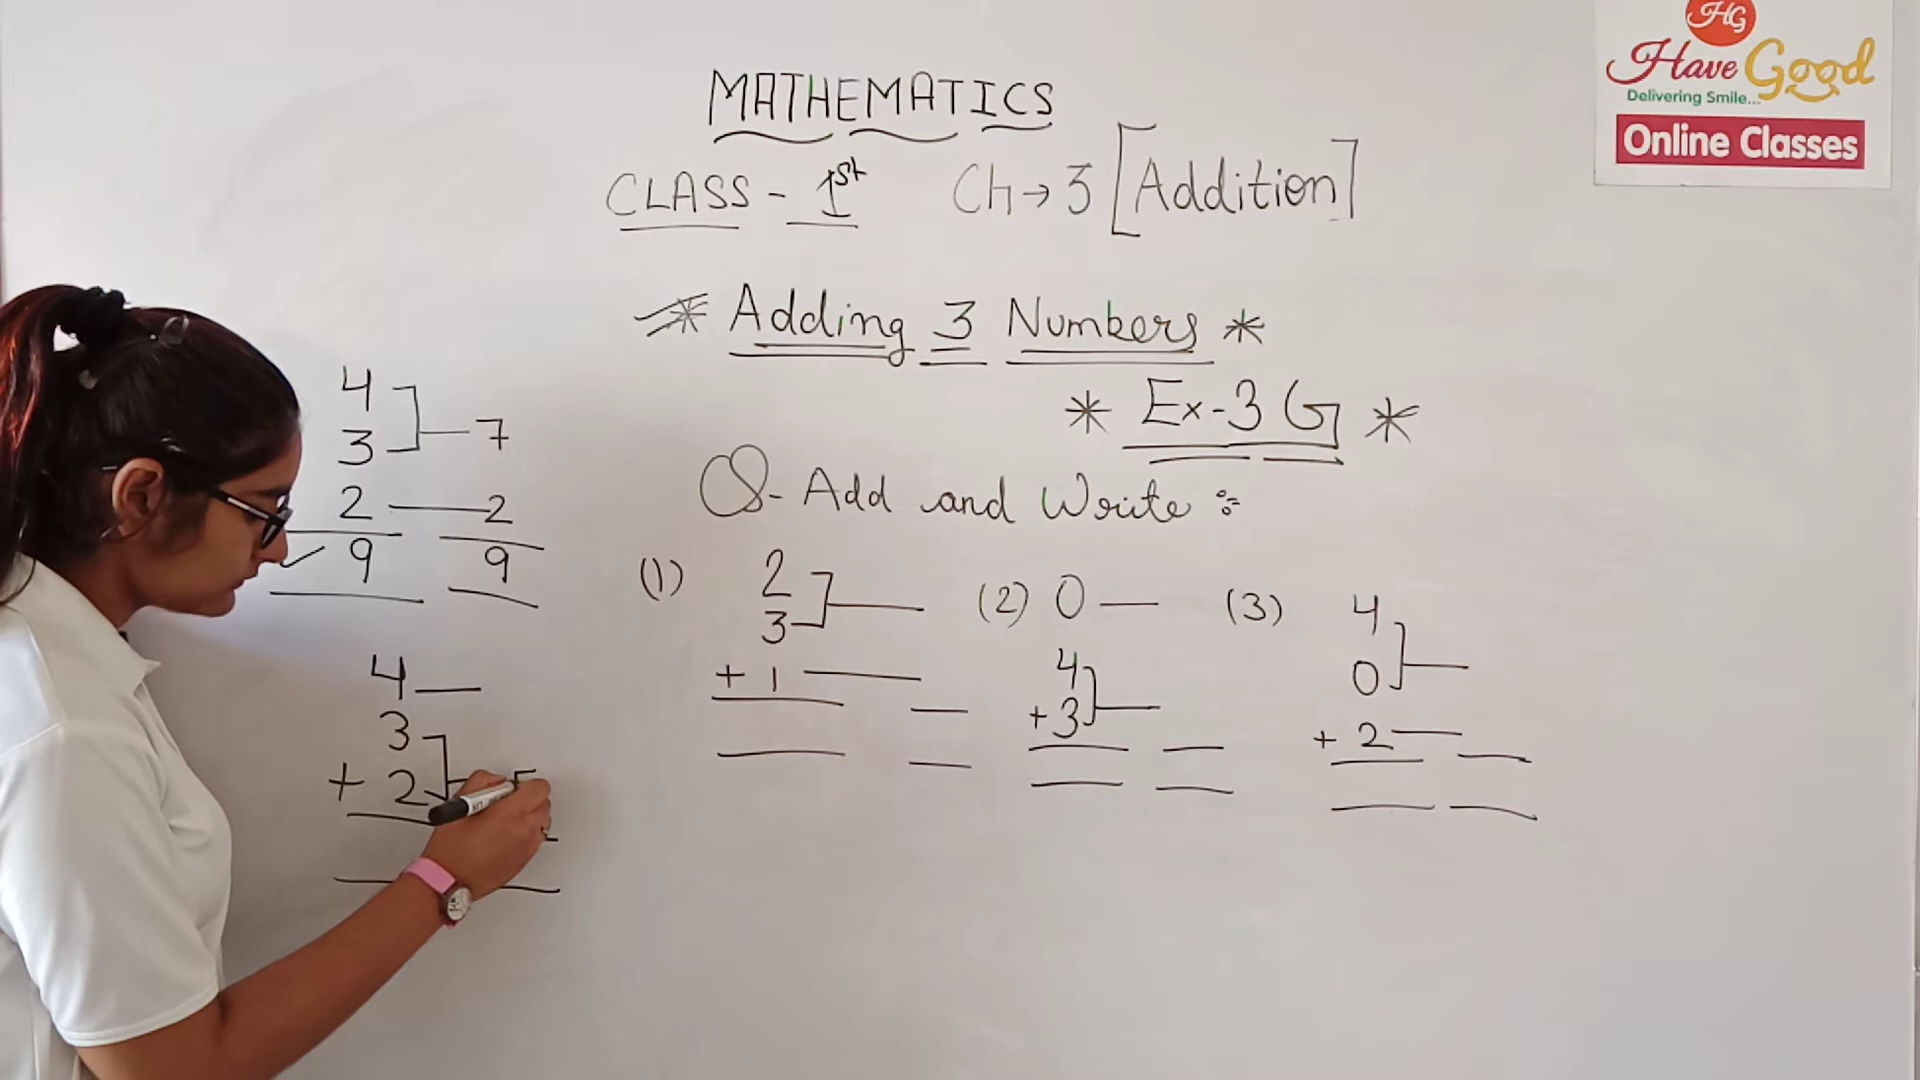 HG
Have Good
Delivering Smile...
Online Classes
MATHEMATICS
CLASS - 1st Ch → 3 [Addition]
* Adding 3 Numbers *
* Ex-3 G *
Q- Add and Write :-
4
3 7
2 2
9 9
4
3
+ 2 5
(1) 2
3
+ 1
(2) 0
4
+ 3
(3) 4
0
+ 2